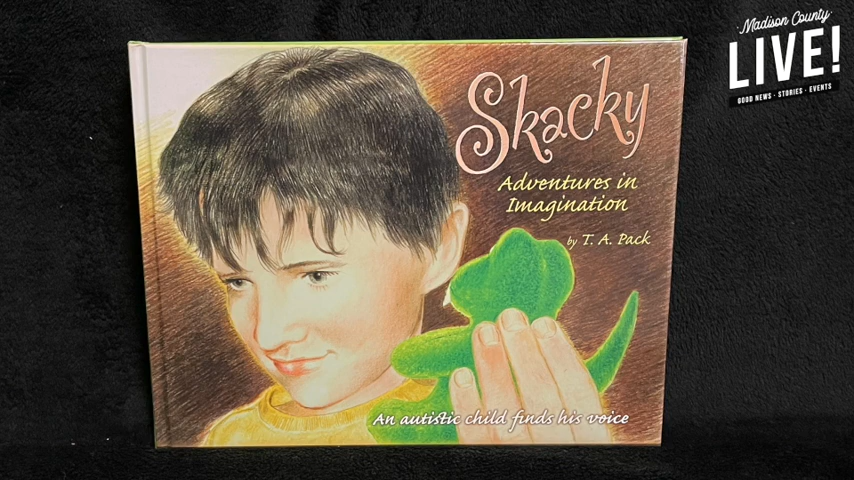 Madison County
LIVE!
GOOD NEWS · STORIES · EVENTS
Skacky
Adventures in
Imagination
by T. A. Pack
An autistic child finds his voice